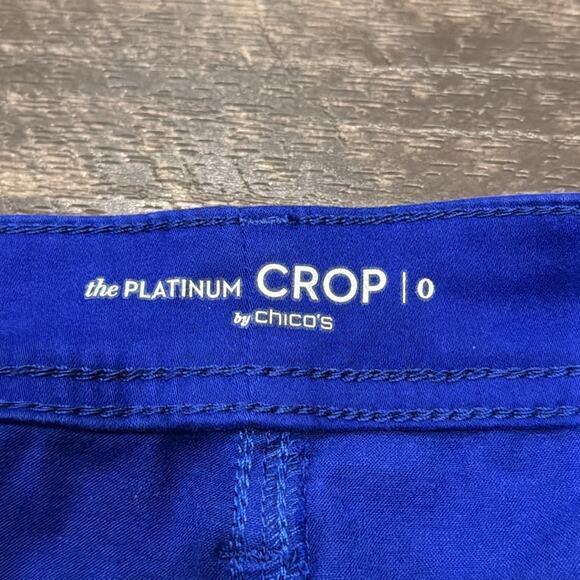 the PLATINUM CROP | 0
by chico's